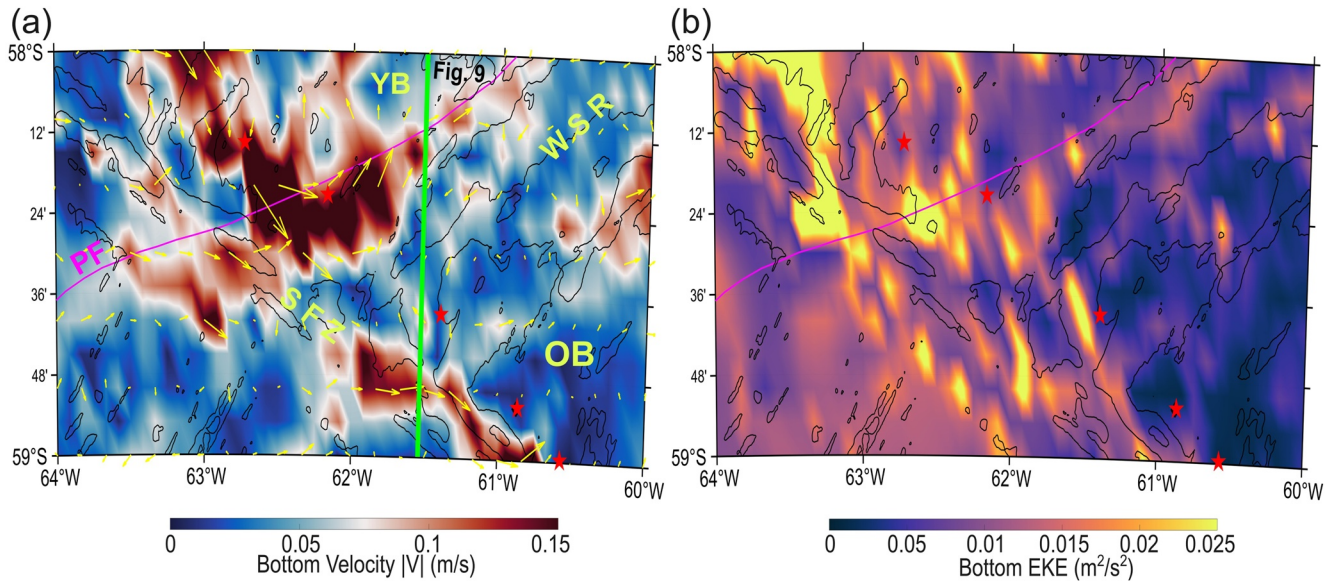 (a)
58°S
12'
24'
36'
48'
59°S
64°W
63°W
62°W
61°W
60°W
YB
Fig. 9
W S R
PF
S F Z
OB
0
0.05
0.1
0.15
Bottom Velocity |V| (m/s)
(b)
58°S
12'
24'
36'
48'
59°S
64°W
63°W
62°W
61°W
60°W
0
0.05
0.01
0.015
0.02
0.025
Bottom EKE (m²/s²)